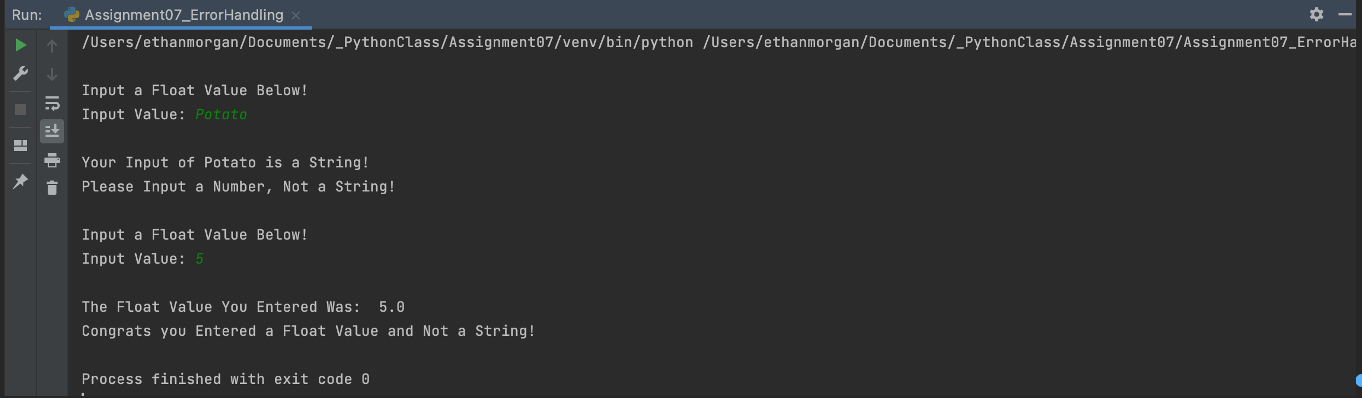 Run: Assignment07_ErrorHandling
/Users/ethanmorgan/Documents/_PythonClass/Assignment07/venv/bin/python /Users/ethanmorgan/Documents/_PythonClass/Assignment07/Assignment07_ErrorHa
Input a Float Value Below!
Input Value: Potato
Your Input of Potato is a String!
Please Input a Number, Not a String!
Input a Float Value Below!
Input Value: 5
The Float Value You Entered Was:  5.0
Congrats you Entered a Float Value and Not a String!
Process finished with exit code 0